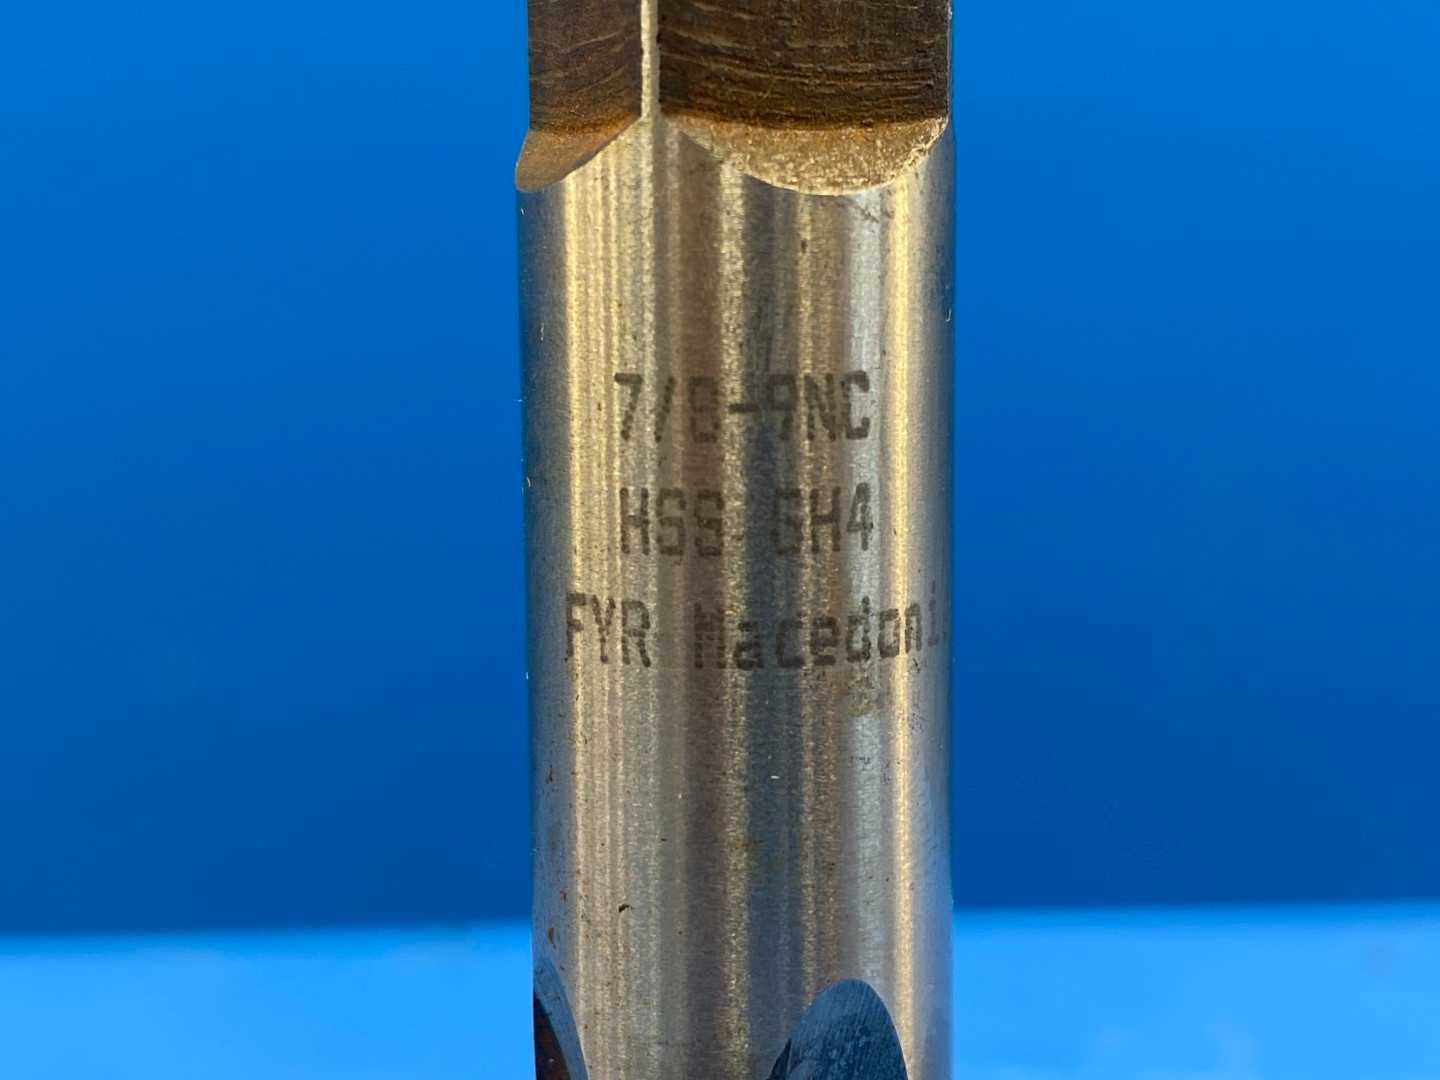 7/8-9NC
HSS GH4
FYR Macedoni